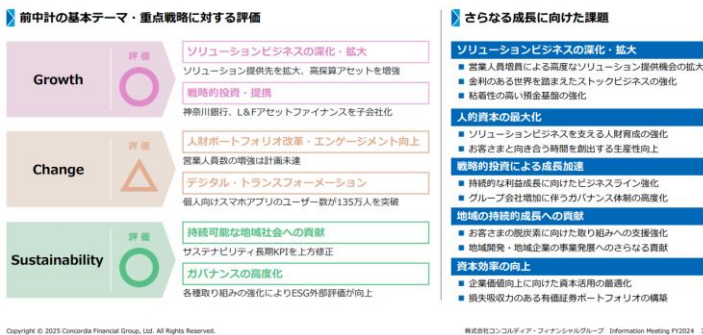 前中計の基本テーマ・重点戦略に対する評価
Growth
評価
ソリューションビジネスの深化・拡大
ソリューション提供先を拡大、高採算アセットを増強
戦略的投資・提携
神奈川銀行、L&Fアセットファイナンスを子会社化
Change
評価
人財ポートフォリオ改革・エンゲージメント向上
営業人員数の増強は計画未達
デジタル・トランスフォーメーション
個人向けスマホアプリのユーザー数が135万人を突破
Sustainability
評価
持続可能な地域社会への貢献
サステナビリティ長期KPIを上方修正
ガバナンスの高度化
各種取り組みの強化によりESG外部評価が向上
さらなる成長に向けた課題
ソリューションビジネスの深化・拡大
■ 営業人員増員による高度なソリューション提供機会の拡大
■ 金利のある世界を踏まえたストックビジネスの強化
■ 粘着性の高い預金基盤の強化
人的資本の最大化
■ ソリューションビジネスを支える人財育成の強化
■ お客さまと向き合う時間を創出する生産性向上
戦略的投資による成長加速
■ 持続的な利益成長に向けたビジネスライン強化
■ グループ会社増加に伴うガバナンス体制の高度化
地域の持続的成長への貢献
■ お客さまの脱炭素に向けた取り組みへの支援強化
■ 地域開発・地域企業の事業発展へのさらなる貢献
資本効率の向上
■ 企業価値向上に向けた資本活用の最適化
■ 損失吸収力のある有価証券ポートフォリオの構築
Copyright © 2025 Concordia Financial Group, Ltd. All Rights Reserved.
株式会社コンコルディア・フィナンシャルグループ Information Meeting FY2024